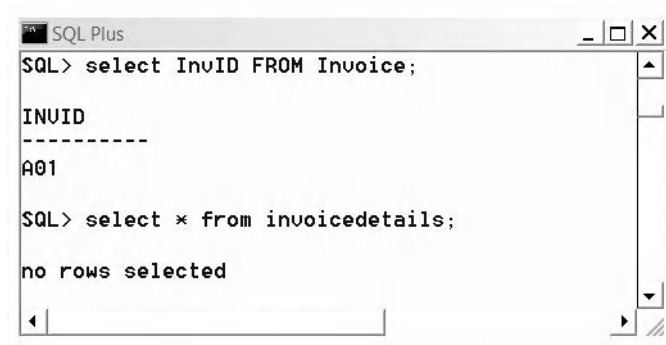 SQL Plus
SQL> select InvID FROM Invoice;
INVID
----------
A01
SQL> select * from invoicedetails;
no rows selected